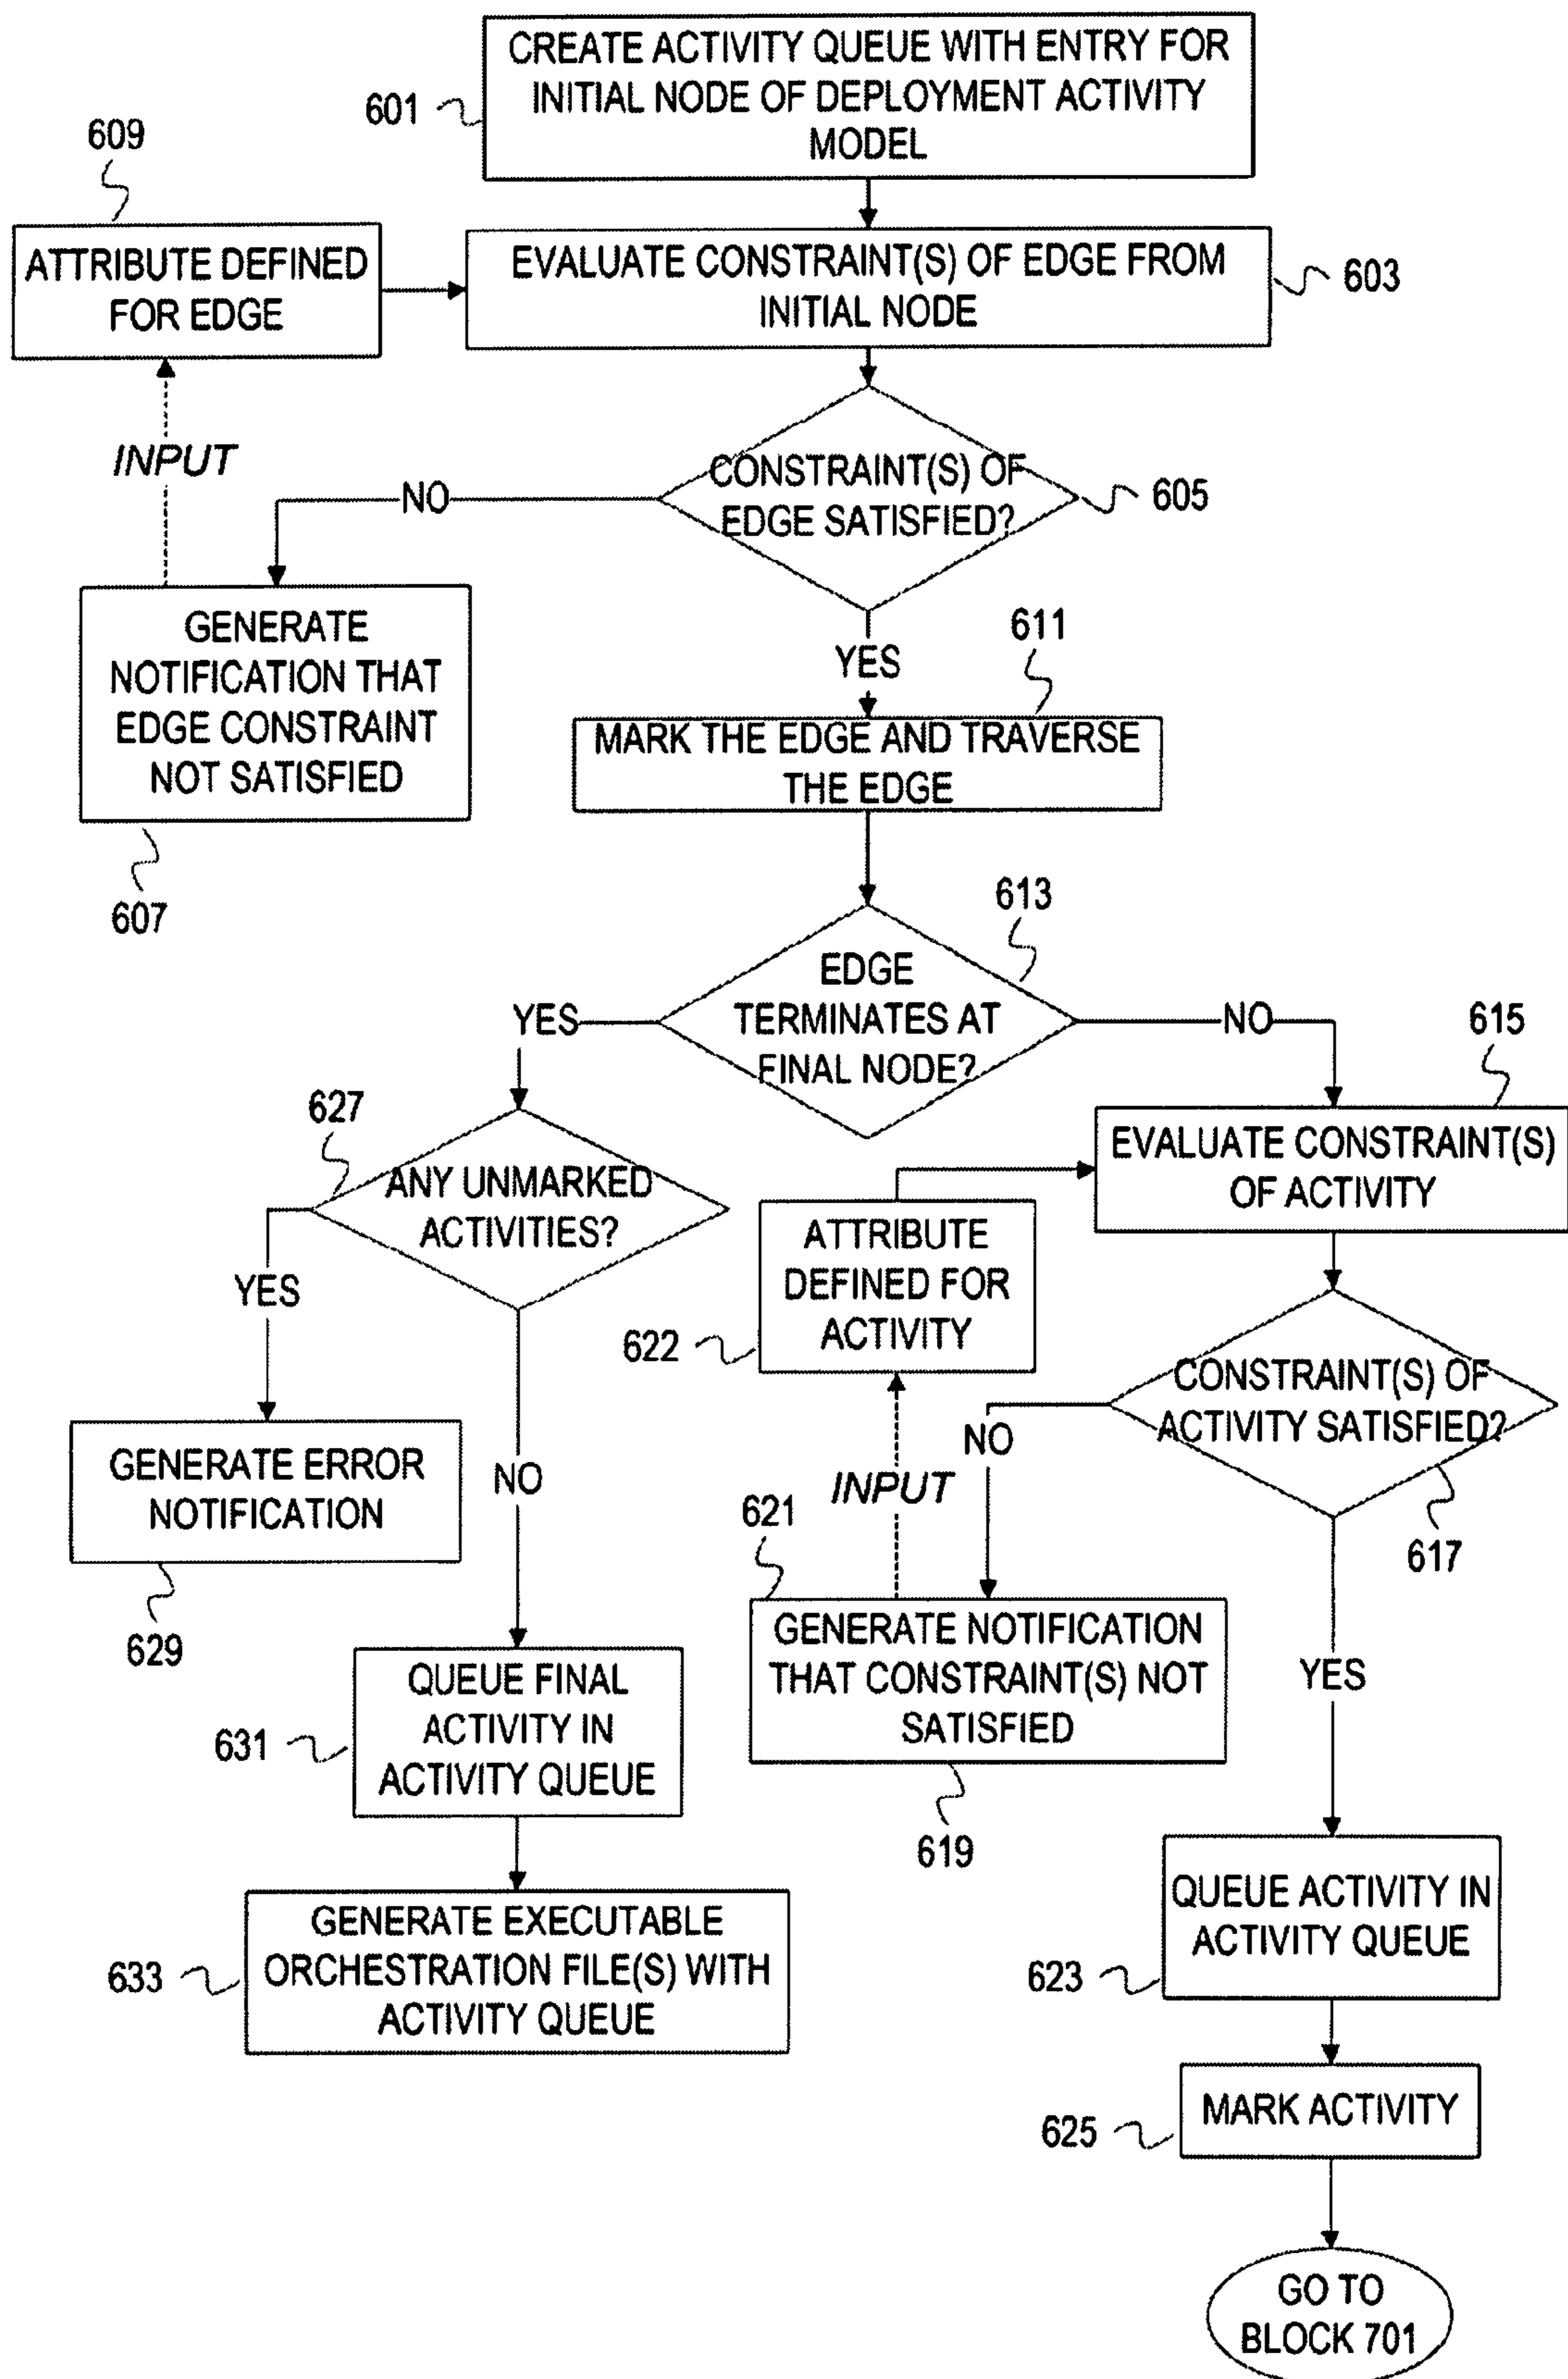 CREATE ACTIVITY QUEUE WITH ENTRY FOR
INITIAL NODE OF DEPLOYMENT ACTIVITY
MODEL
601
609
ATTRIBUTE DEFINED
FOR EDGE
EVALUATE CONSTRAINT(S) OF EDGE FROM
INITIAL NODE
603
INPUT
NO
CONSTRAINT(S) OF
EDGE SATISFIED?
605
GENERATE
NOTIFICATION THAT
EDGE CONSTRAINT
NOT SATISFIED
607
YES
611
MARK THE EDGE AND TRAVERSE
THE EDGE
613
EDGE
TERMINATES AT
FINAL NODE?
YES
NO
615
627
ANY UNMARKED
ACTIVITIES?
EVALUATE CONSTRAINT(S)
OF ACTIVITY
ATTRIBUTE
DEFINED FOR
ACTIVITY
622
YES
CONSTRAINT(S) OF
ACTIVITY SATISFIED?
617
NO
INPUT
GENERATE ERROR
NOTIFICATION
629
NO
621
GENERATE NOTIFICATION
THAT CONSTRAINT(S) NOT
SATISFIED
619
YES
QUEUE FINAL
ACTIVITY IN
ACTIVITY QUEUE
631
QUEUE ACTIVITY IN
ACTIVITY QUEUE
623
GENERATE EXECUTABLE
ORCHESTRATION FILE(S) WITH
ACTIVITY QUEUE
633
MARK ACTIVITY
625
GO TO
BLOCK 701